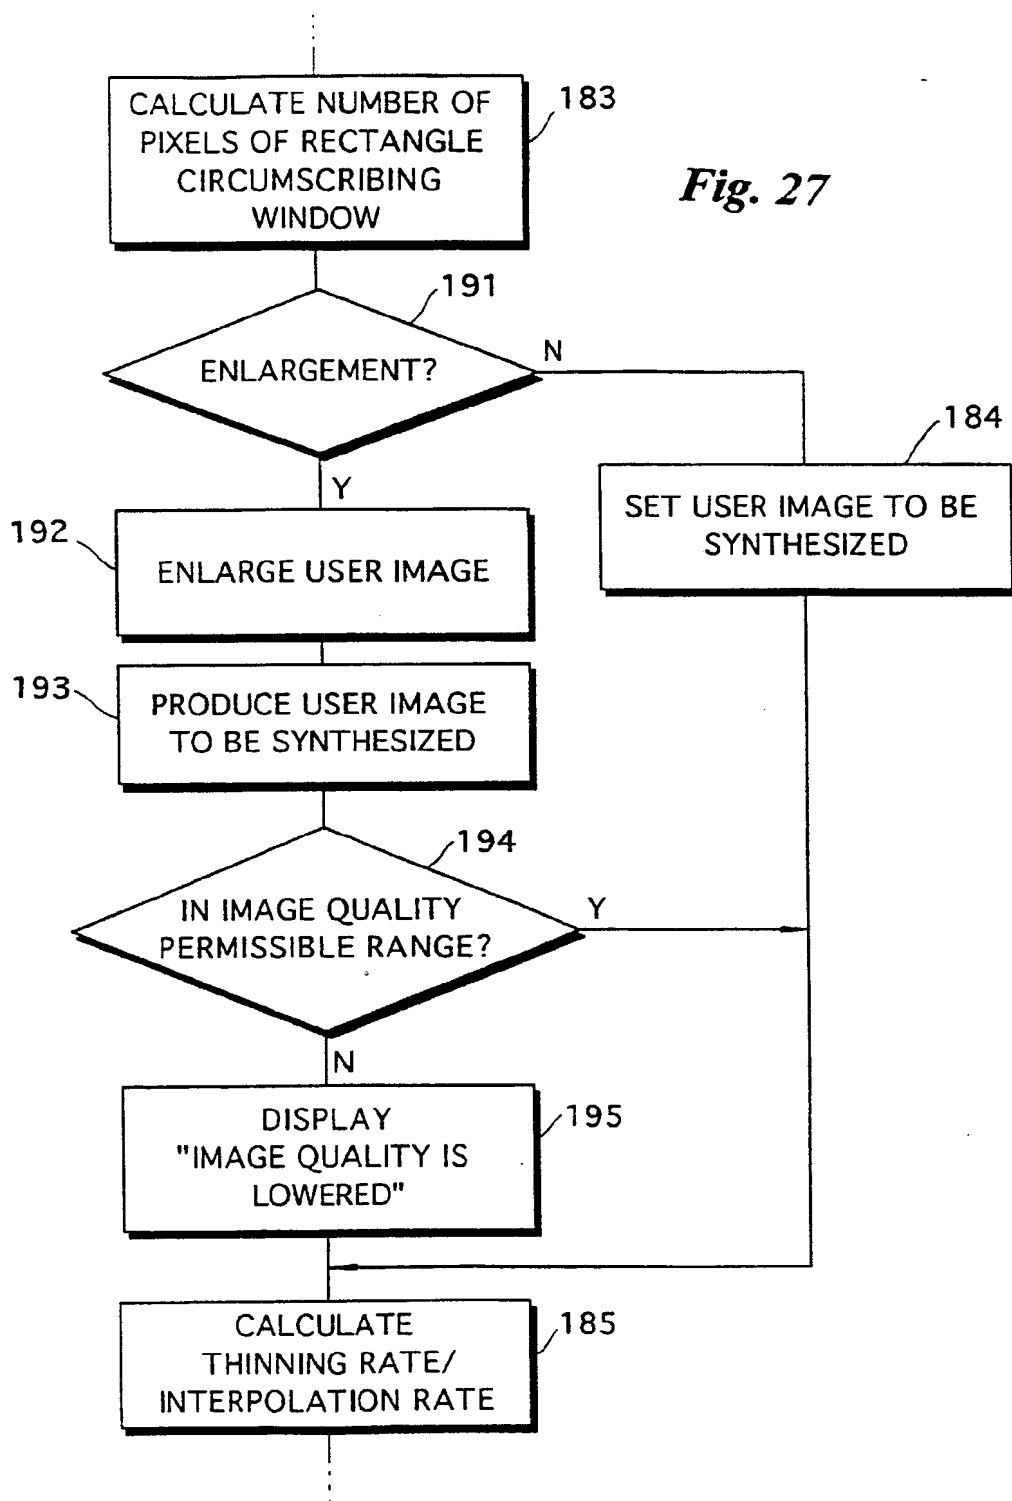 CALCULATE NUMBER OF
PIXELS OF RECTANGLE
CIRCUMSCRIBING
WINDOW
183
Fig. 27
191
ENLARGEMENT?
N
Y
184
SET USER IMAGE TO BE
SYNTHESIZED
192
ENLARGE USER IMAGE
193
PRODUCE USER IMAGE
TO BE SYNTHESIZED
194
IN IMAGE QUALITY
PERMISSIBLE RANGE?
Y
N
DISPLAY
"IMAGE QUALITY IS
LOWERED"
195
CALCULATE
THINNING RATE/
INTERPOLATION RATE
185